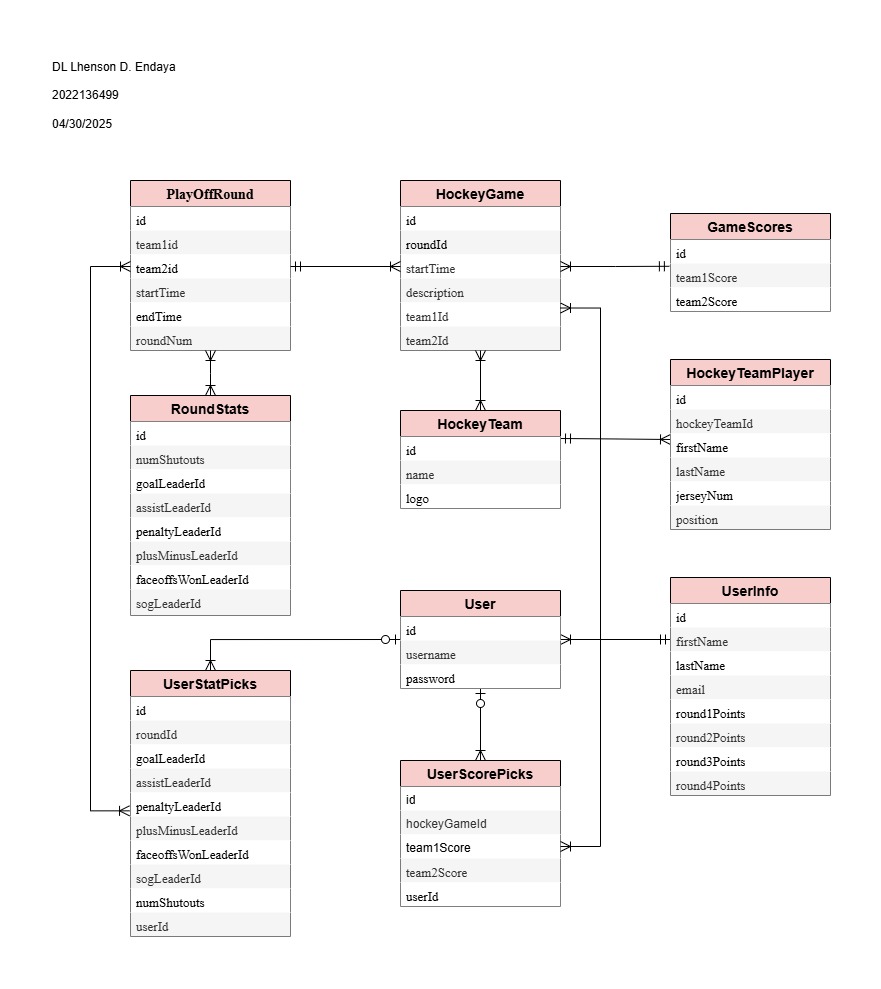 DL Lhenson D. Endaya
2022136499
04/30/2025
PlayOffRound
id
team1id
team2id
startTime
endTime
roundNum
HockeyGame
id
roundId
startTime
description
team1Id
team2Id
GameScores
id
team1Score
team2Score
HockeyTeamPlayer
id
hockeyTeamId
firstName
lastName
jerseyNum
position
RoundStats
id
numShutouts
goalLeaderId
assistLeaderId
penaltyLeaderId
plusMinusLeaderId
faceoffsWonLeaderId
sogLeaderId
HockeyTeam
id
name
logo
User
id
username
password
UserInfo
id
firstName
lastName
email
round1Points
round2Points
round3Points
round4Points
UserStatPicks
id
roundId
goalLeaderId
assistLeaderId
penaltyLeaderId
plusMinusLeaderId
faceoffsWonLeaderId
sogLeaderId
numShutouts
userId
UserScorePicks
id
hockeyGameId
team1Score
team2Score
userId